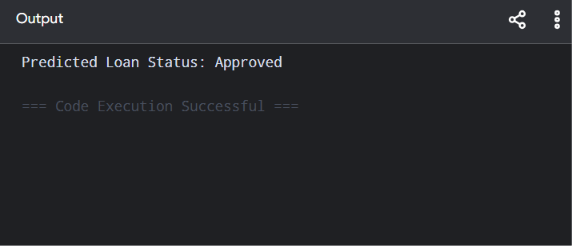 Output
Predicted Loan Status: Approved
=== Code Execution Successful ===